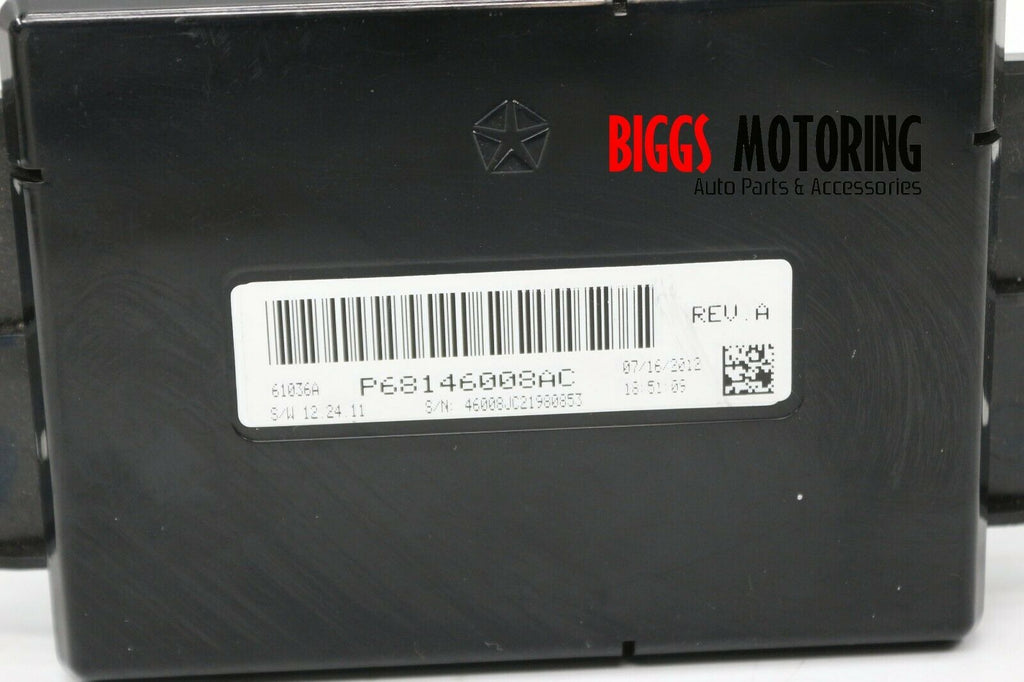 BIGGS MOTORING
Auto Parts & Accessories
REV.A
61036A P68146008AC 07/16/2012
S/W 12.24.11 S/N: 46008JC21980853 18:51:09